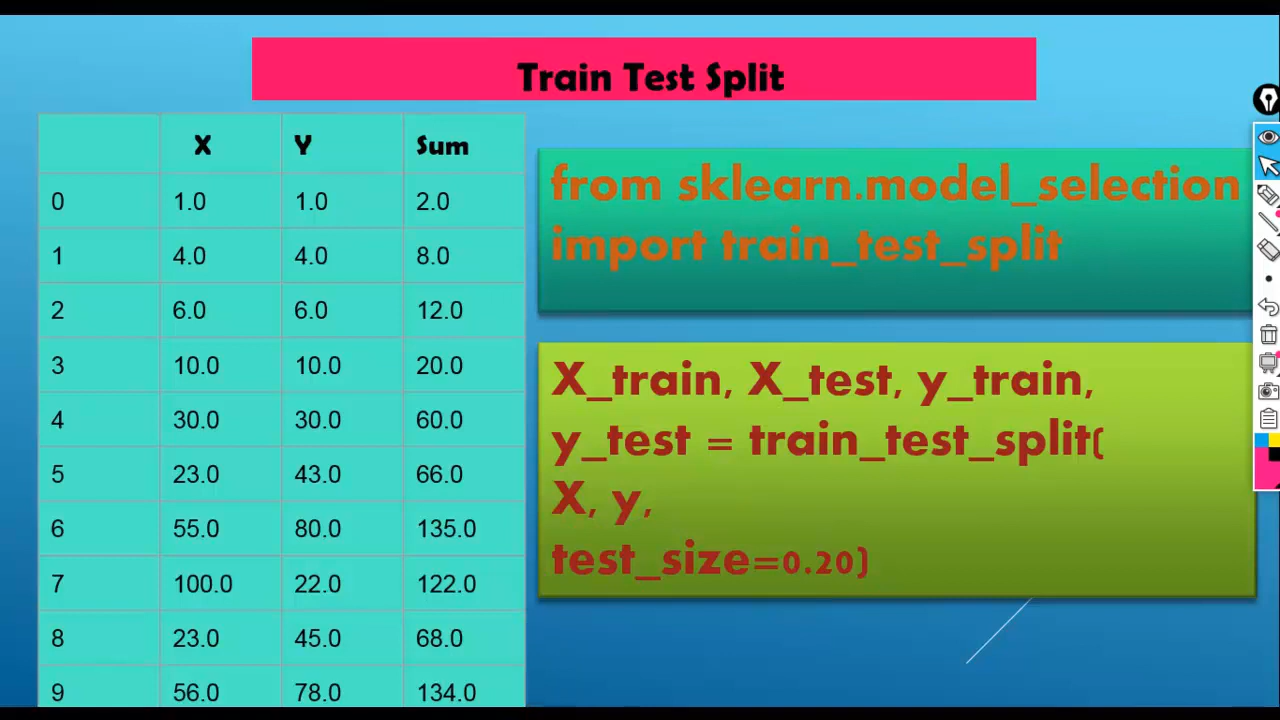 Train Test Split
X Y Sum
0 1.0 1.0 2.0
1 4.0 4.0 8.0
2 6.0 6.0 12.0
3 10.0 10.0 20.0
4 30.0 30.0 60.0
5 23.0 43.0 66.0
6 55.0 80.0 135.0
7 100.0 22.0 122.0
8 23.0 45.0 68.0
9 56.0 78.0 134.0
from sklearn.model_selection
import train_test_split
X_train, X_test, y_train,
y_test = train_test_split(
X, y,
test_size=0.20)